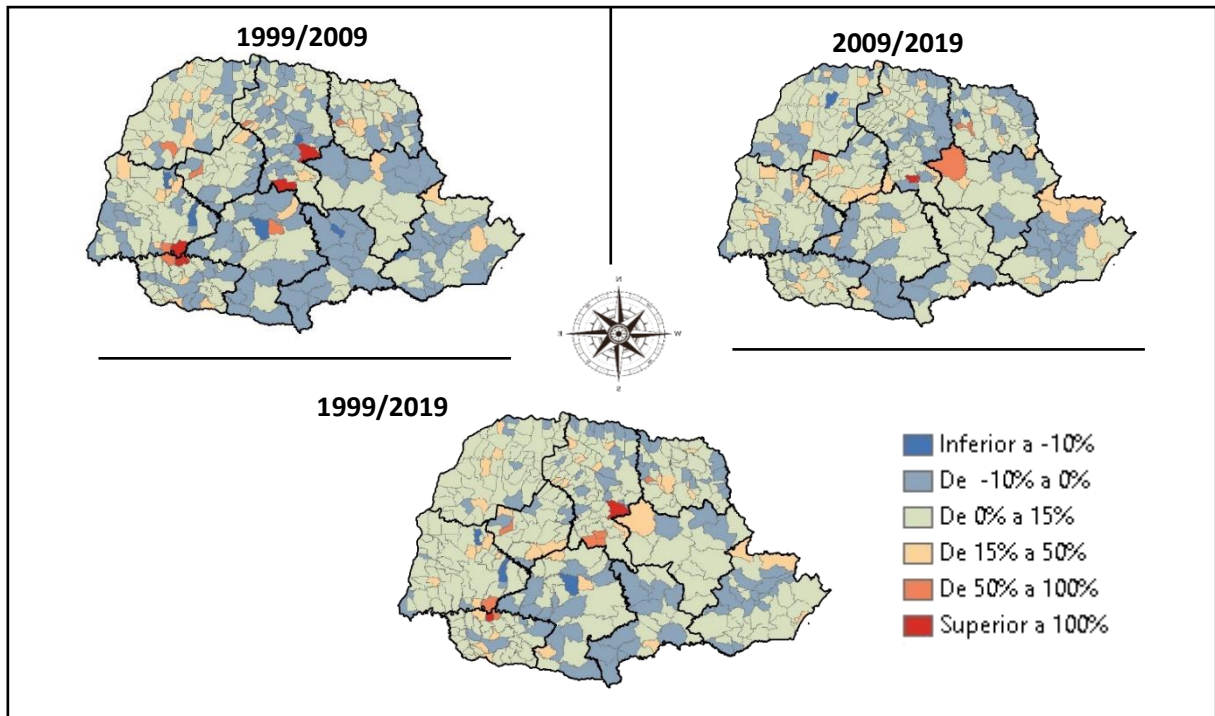 1999/2009
2009/2019
N
E
W
S
1999/2019
Inferior a -10%
De -10% a 0%
De 0% a 15%
De 15% a 50%
De 50% a 100%
Superior a 100%